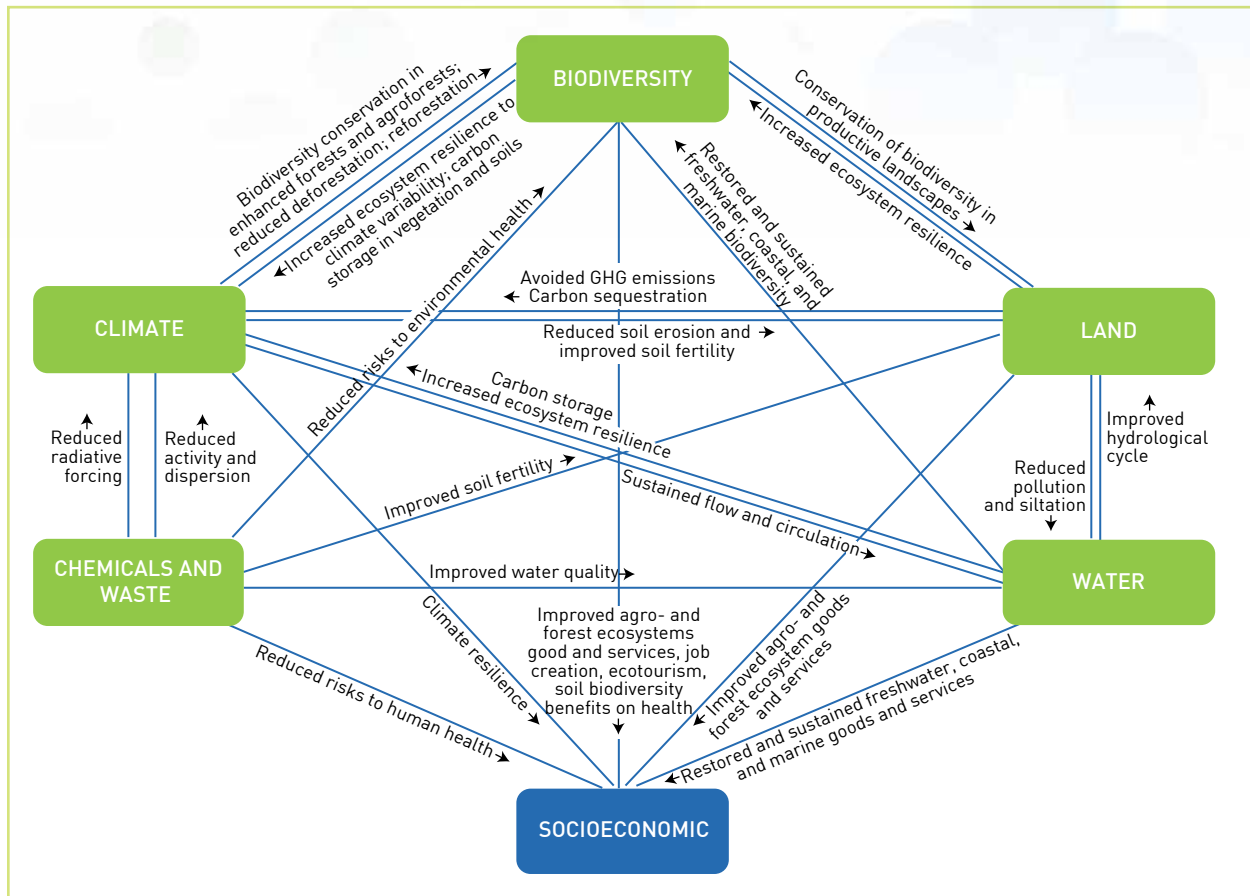 BIODIVERSITY
Biodiversity conservation in
enhanced forests and agroforests;
reduced deforestation; reforestation
Increased ecosystem resilience to
climate variability; carbon
storage in vegetation and soils
Conservation of biodiversity in
productive landscapes
Increased ecosystem resilience
Reduced risks to environmental health
Restored and sustained
freshwater, coastal, and
marine biodiversity
Avoided GHG emissions
Carbon sequestration
CLIMATE
LAND
Reduced soil erosion and
improved soil fertility
Carbon storage
Increased ecosystem resilience
Reduced
radiative
forcing
Reduced
activity and
dispersion
Improved
hydrological
cycle
Improved soil fertility
Sustained flow and circulation
Reduced
pollution
and siltation
CHEMICALS AND
WASTE
WATER
Improved water quality
Climate resilience
Improved agro- and
forest ecosystems
good and services, job
creation, ecotourism,
soil biodiversity
benefits on health
Improved agro- and
forest ecosystem goods
and services
Reduced risks to human health
Restored and sustained freshwater, coastal,
and marine goods and services
SOCIOECONOMIC